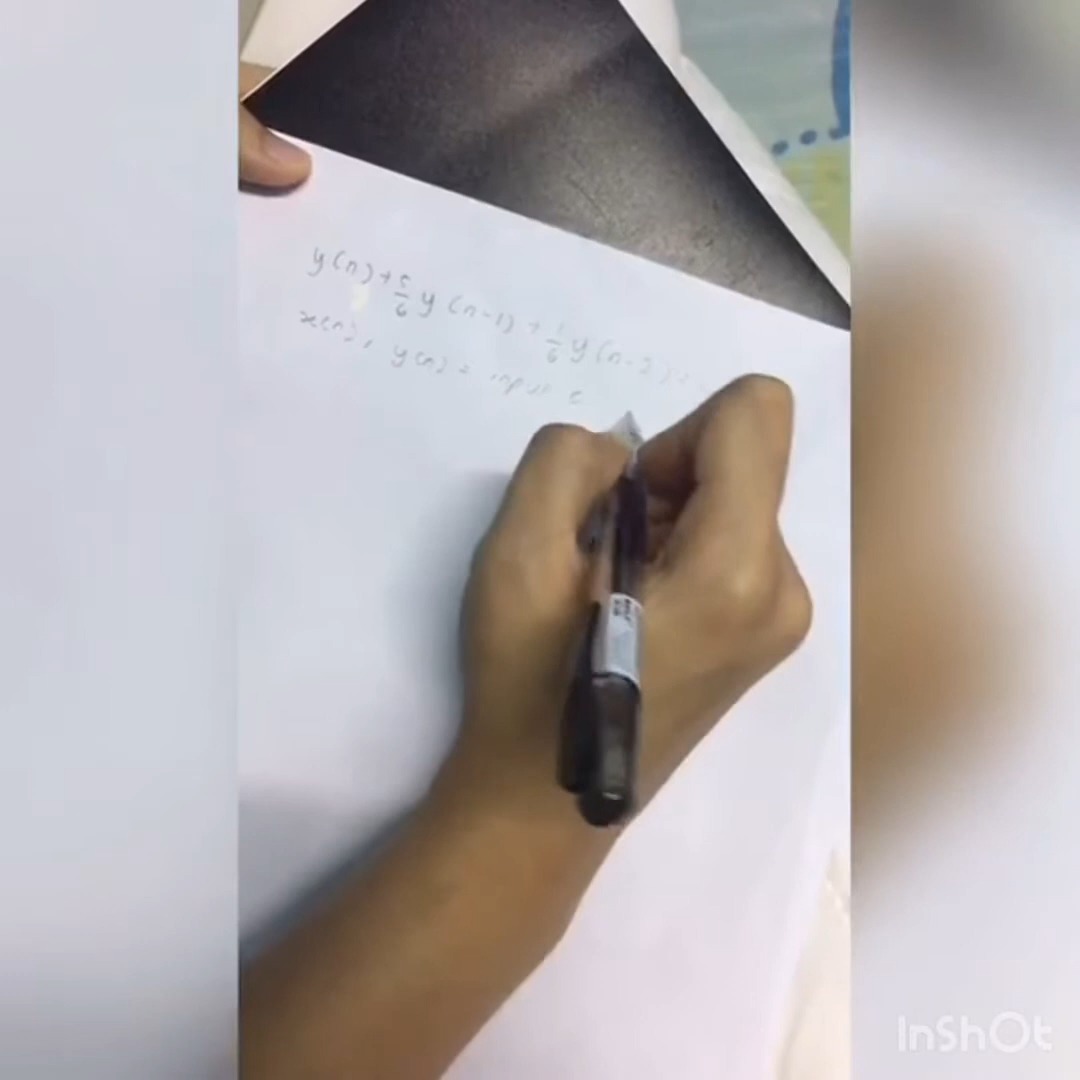 y(n) + 5/6 y(n-1) + 1/6 y(n-2) =
x(n), y(n) = input
InShOt